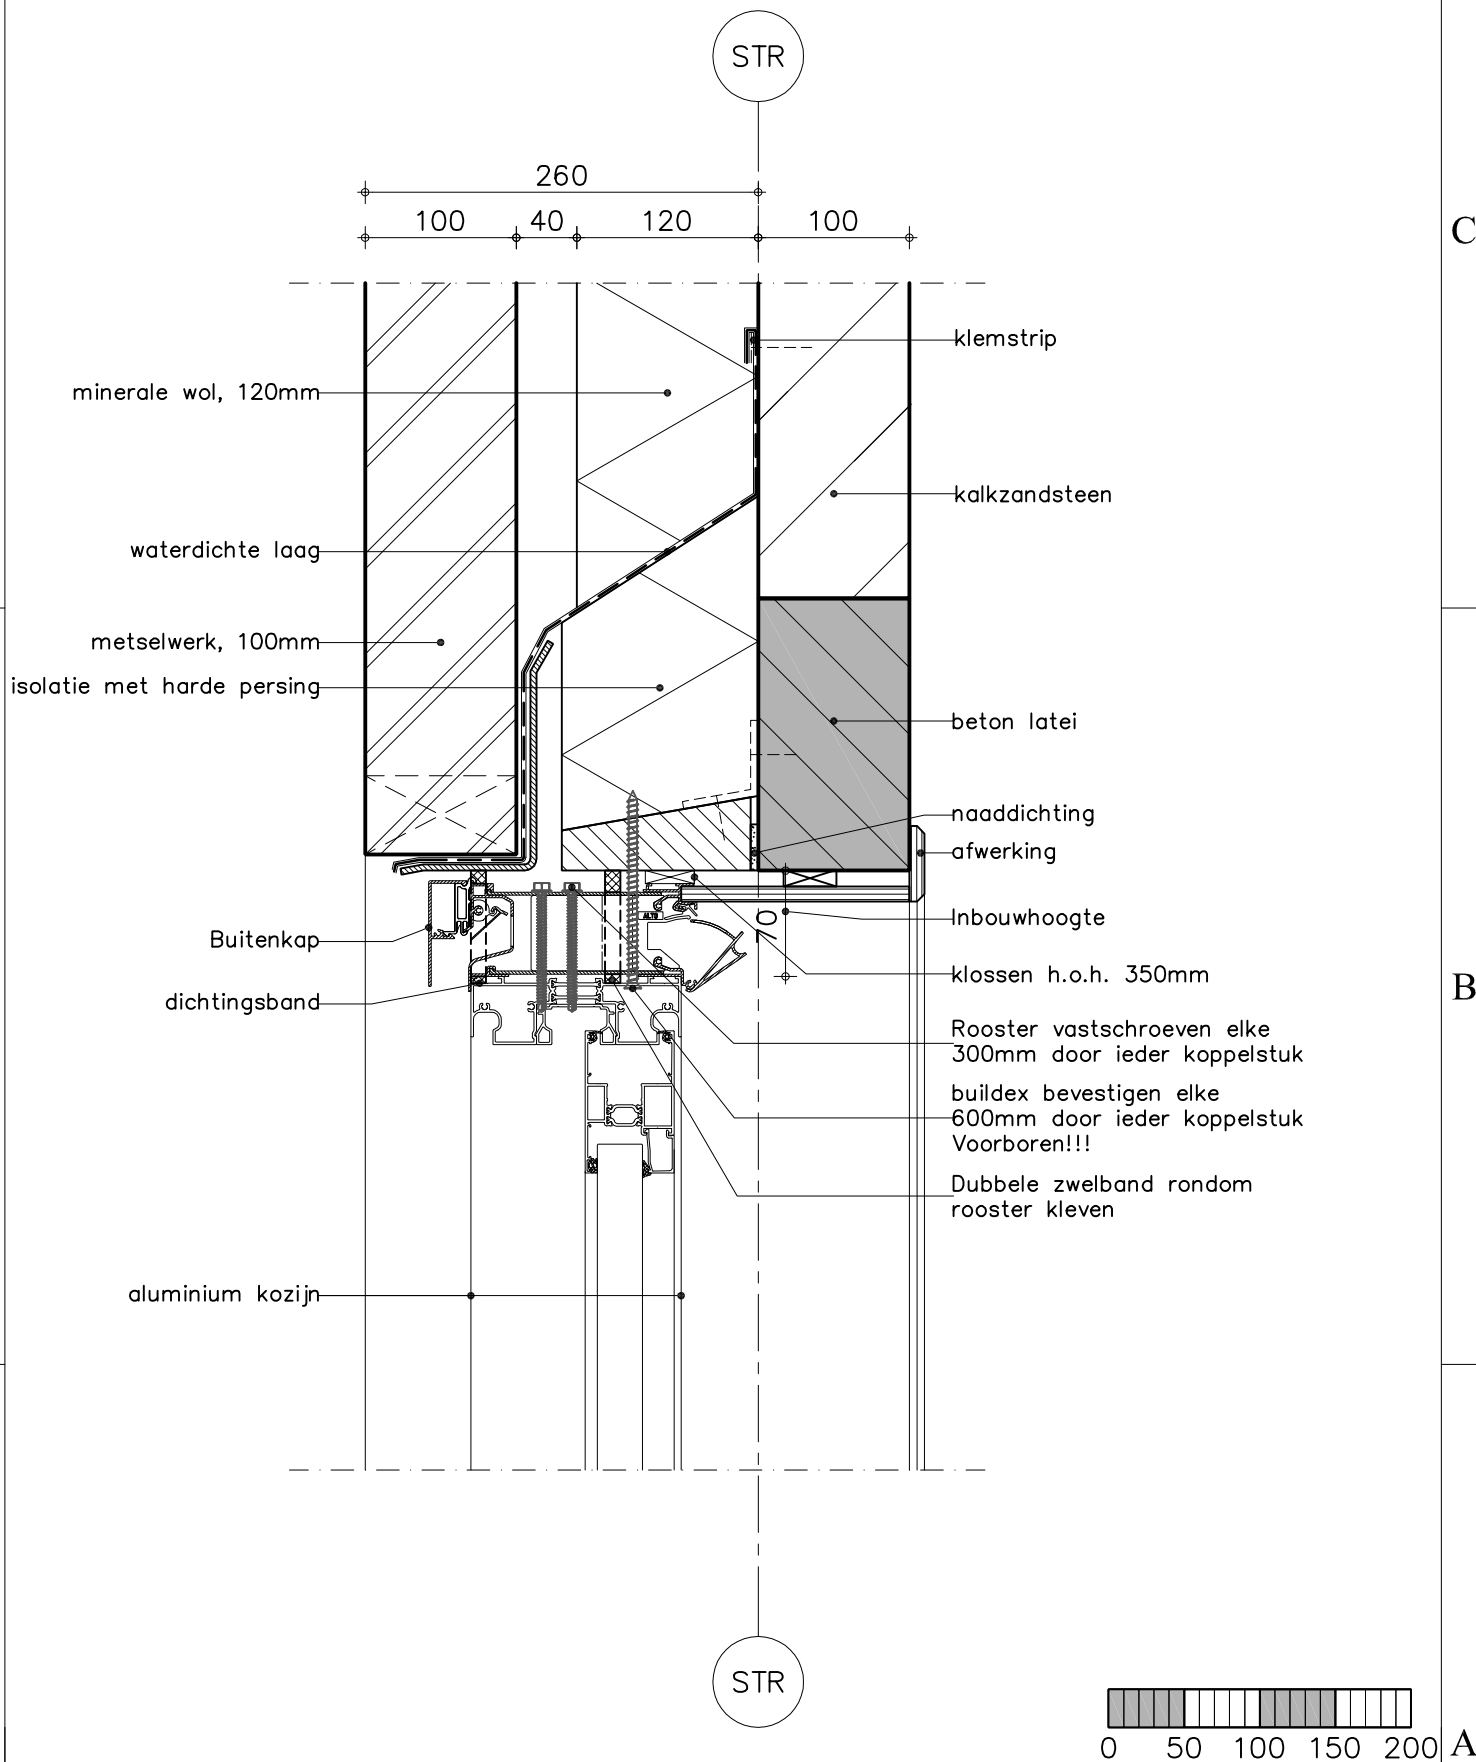 STR
260
100 40 120 100
C
klemstrip
minerale wol, 120mm
kalkzandsteen
waterdichte laag
metselwerk, 100mm
isolatie met harde persing
beton latei
naaddichting
afwerking
ALTO
70
Inbouwhoogte
Buitenkap
klossen h.o.h. 350mm
B
dichtingsband
Rooster vastschroeven elke
300mm door ieder koppelstuk
buildex bevestigen elke
600mm door ieder koppelstuk
Voorboren!!!
Dubbele zwelband rondom
rooster kleven
aluminium kozijn
STR
0 50 100 150 200
A